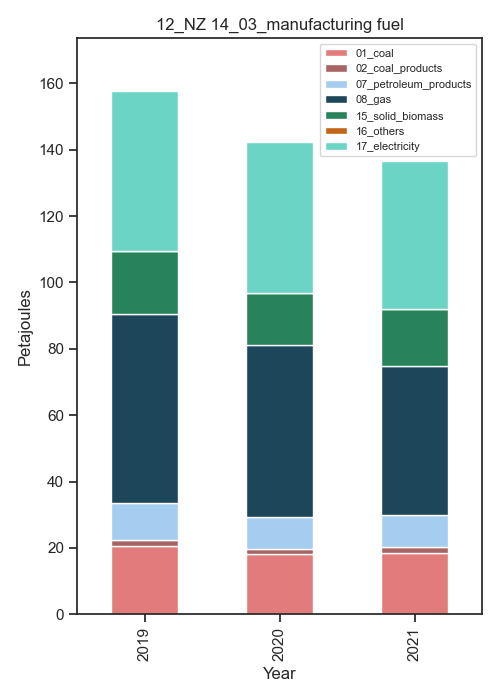 12_NZ 14_03_manufacturing fuel
01_coal
02_coal_products
07_petroleum_products
08_gas
15_solid_biomass
16_others
17_electricity
Petajoules
160
140
120
100
80
60
40
20
0
2019
2020
2021
Year